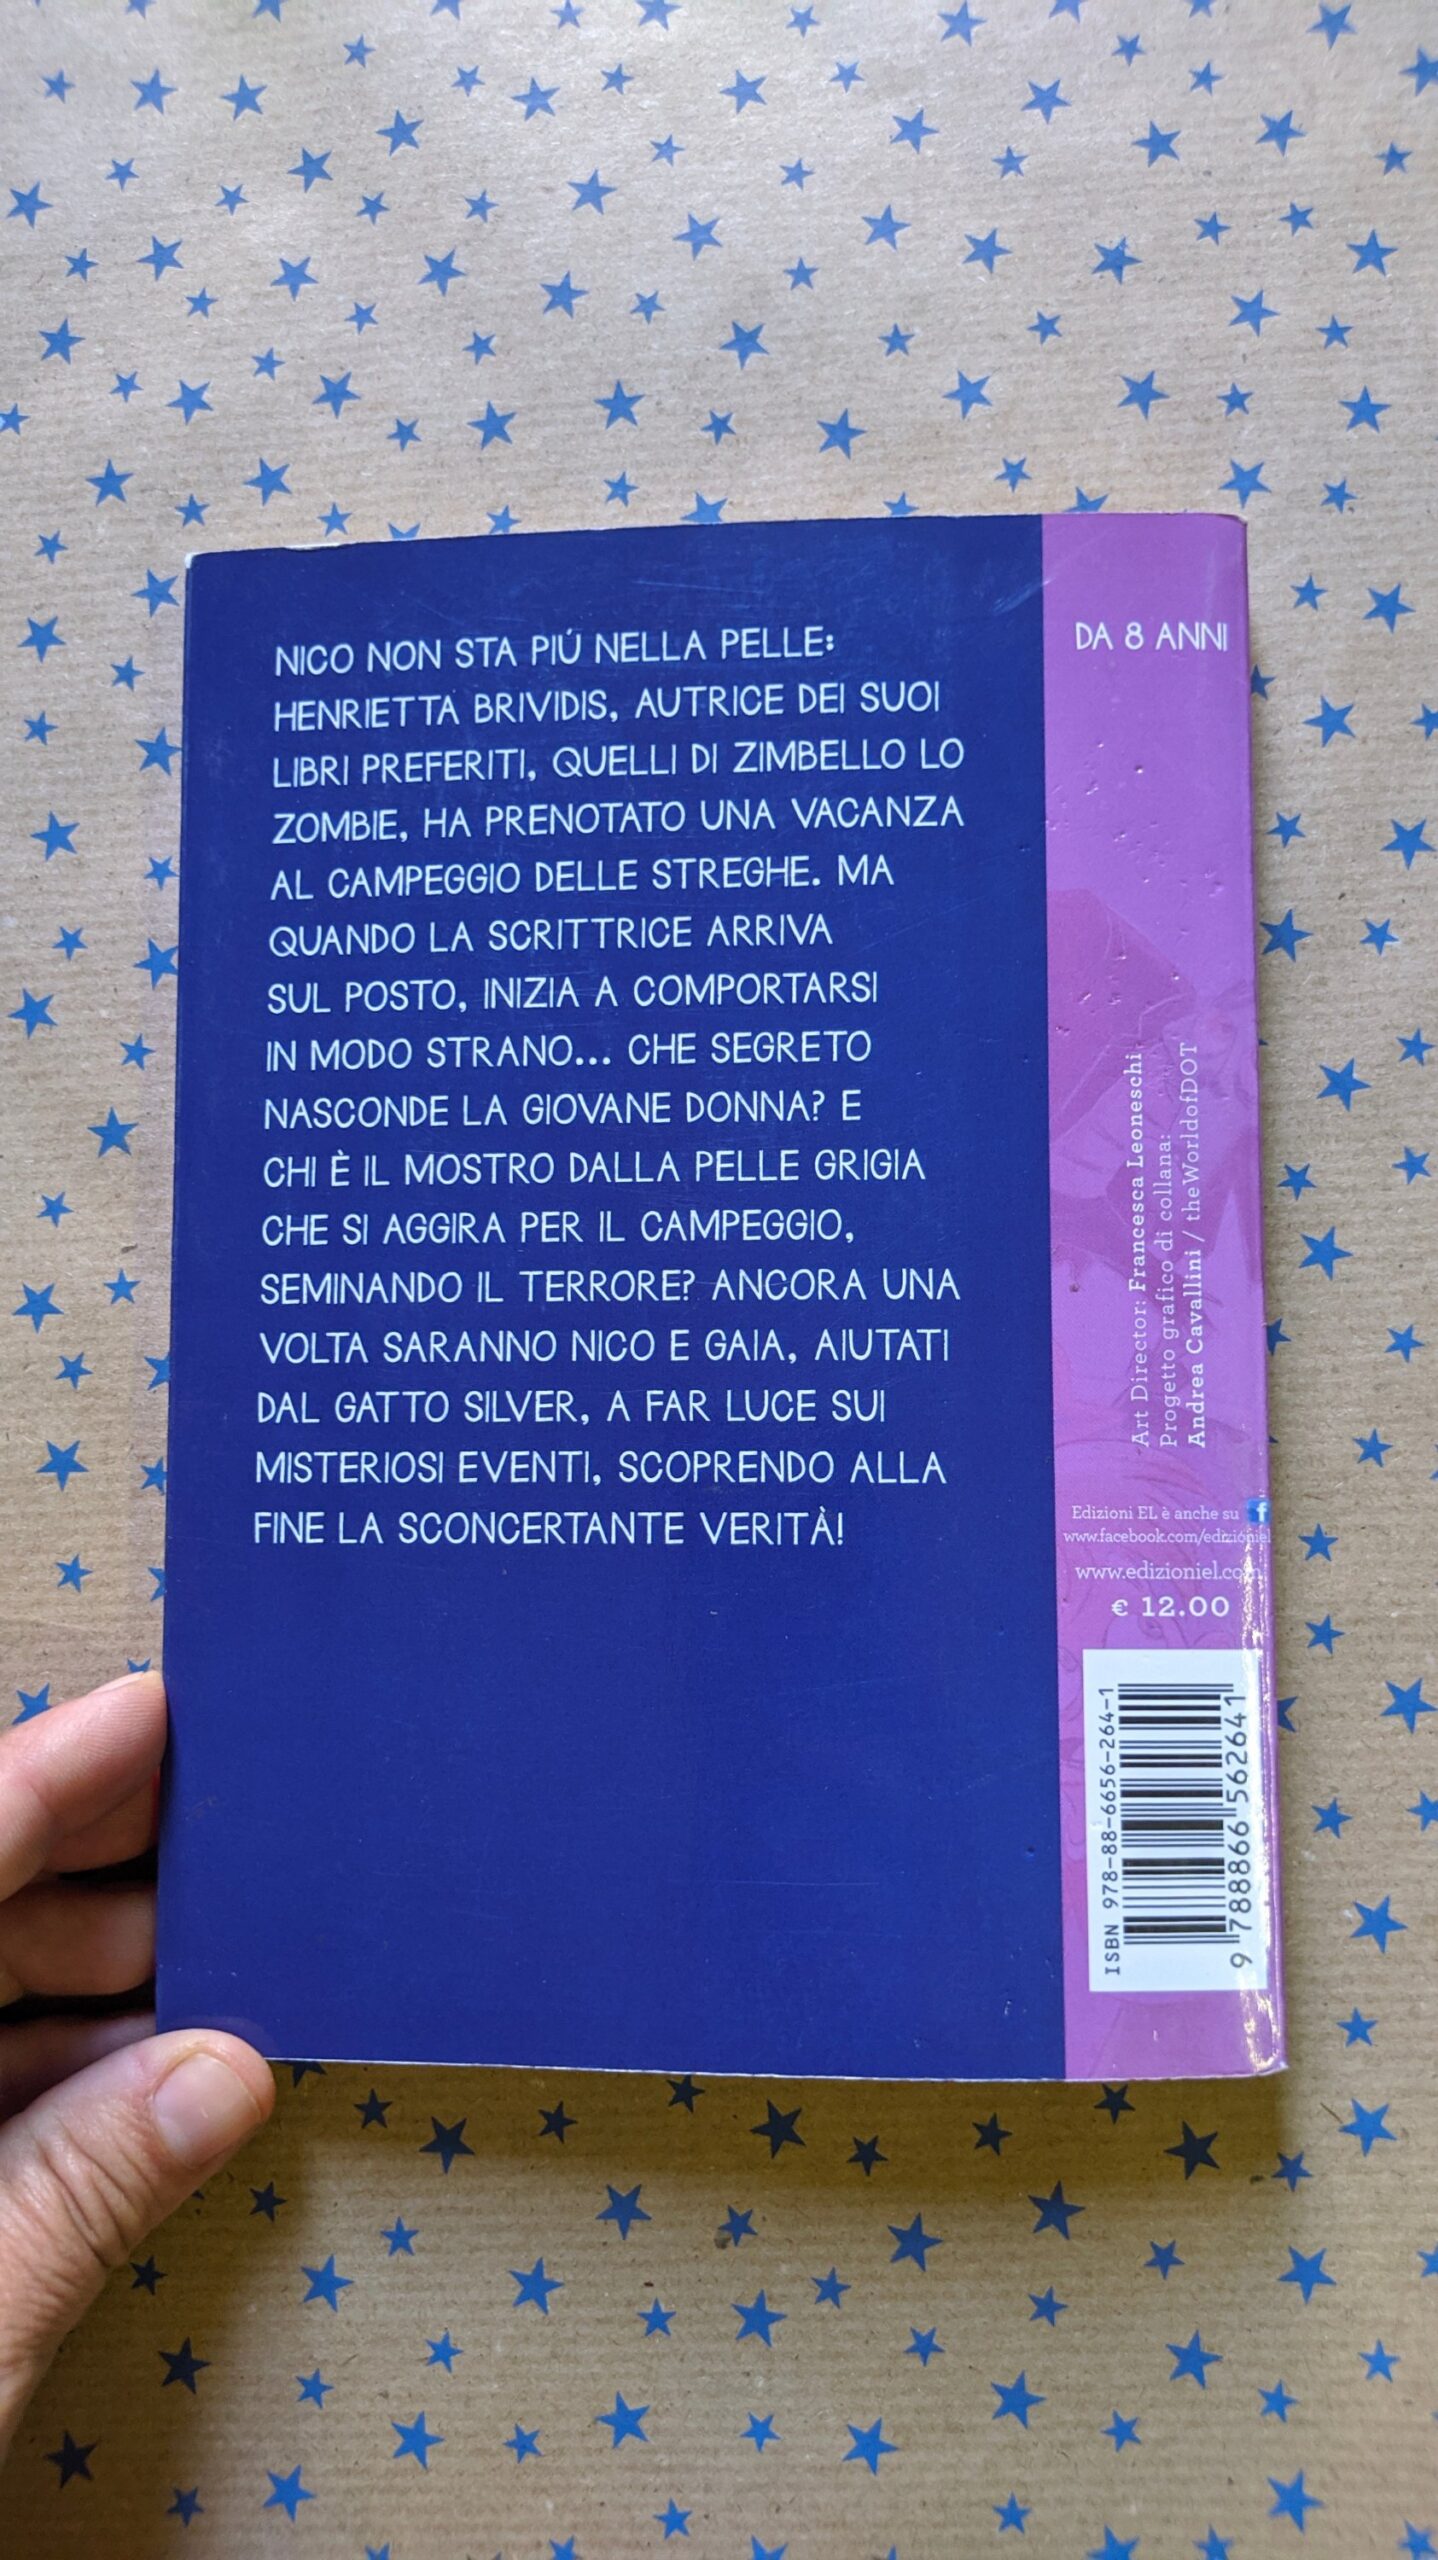 NICO NON STA PIÚ NELLA PELLE:
HENRIETTA BRIVIDIS, AUTRICE DEI SUOI
LIBRI PREFERITI, QUELLI DI ZIMBELLO LO
ZOMBIE, HA PRENOTATO UNA VACANZA
AL CAMPEGGIO DELLE STREGHE. MA
QUANDO LA SCRITTRICE ARRIVA
SUL POSTO, INIZIA A COMPORTARSI
IN MODO STRANO... CHE SEGRETO
NASCONDE LA GIOVANE DONNA? E
CHI È IL MOSTRO DALLA PELLE GRIGIA
CHE SI AGGIRA PER IL CAMPEGGIO,
SEMINANDO IL TERRORE? ANCORA UNA
VOLTA SARANNO NICO E GAIA, AIUTATI
DAL GATTO SILVER, A FAR LUCE SUI
MISTERIOSI EVENTI, SCOPRENDO ALLA
FINE LA SCONCERTANTE VERITÀ!
DA 8 ANNI
Art Director: Francesca Leoneschi
Progetto grafico di collana:
Andrea Cavallini / theWorldofDOT
Edizioni EL è anche su f
www.facebook.com/edizioniel
www.edizioniel.com
€ 12.00
ISBN 978-88-6656-264-1
9 788866 562641